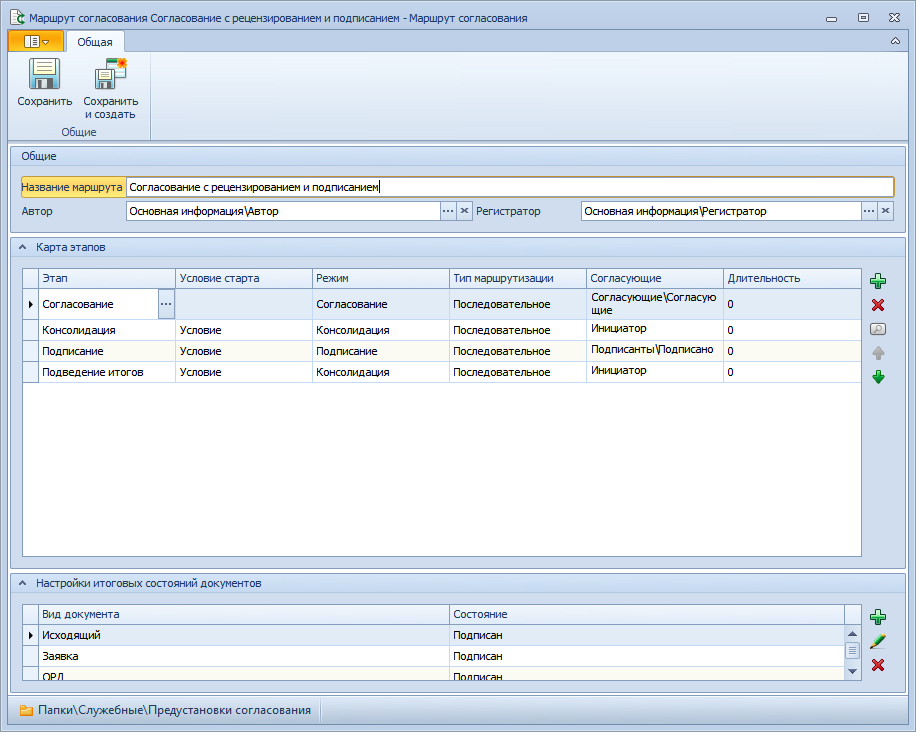 Маршрут согласования Согласование с рецензированием и подписанием - Маршрут согласования
Общая
Сохранить
Сохранить и создать
Общие
Общие
Название маршрута Согласование с рецензированием и подписанием
Автор Основная информация\Автор ... Регистратор Основная информация\Регистратор ...
Карта этапов
Этап Условие старта Режим Тип маршрутизации Согласующие Длительность
Согласование ... Согласование Последовательное Согласующие\Согласующие 0
Консолидация Условие Консолидация Последовательное Инициатор 0
Подписание Условие Подписание Последовательное Подписанты\Подписано 0
Подведение итогов Условие Консолидация Последовательное Инициатор 0
Настройки итоговых состояний документов
Вид документа Состояние
Исходящий Подписан
Заявка Подписан
ОРД Подписан
Папки\Служебные\Предустановки согласования